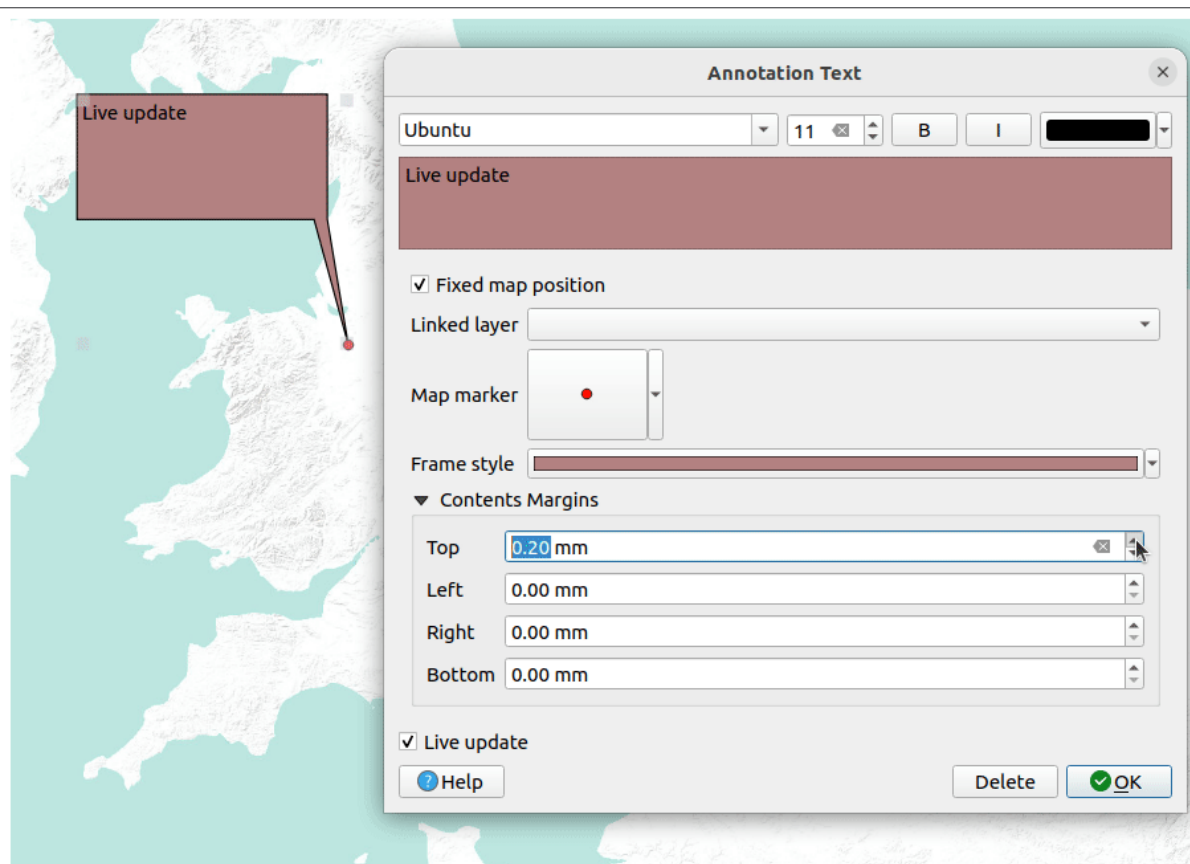 Live update
Annotation Text
Ubuntu
11
B
I
Live update
Fixed map position
Linked layer
Map marker
Frame style
Contents Margins
Top 0.20 mm
Left 0.00 mm
Right 0.00 mm
Bottom 0.00 mm
Live update
Help
Delete
OK